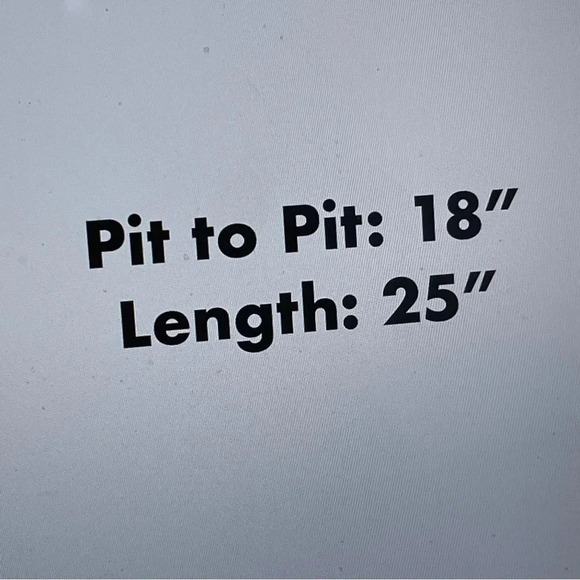 Pit to Pit: 18”
Length: 25”